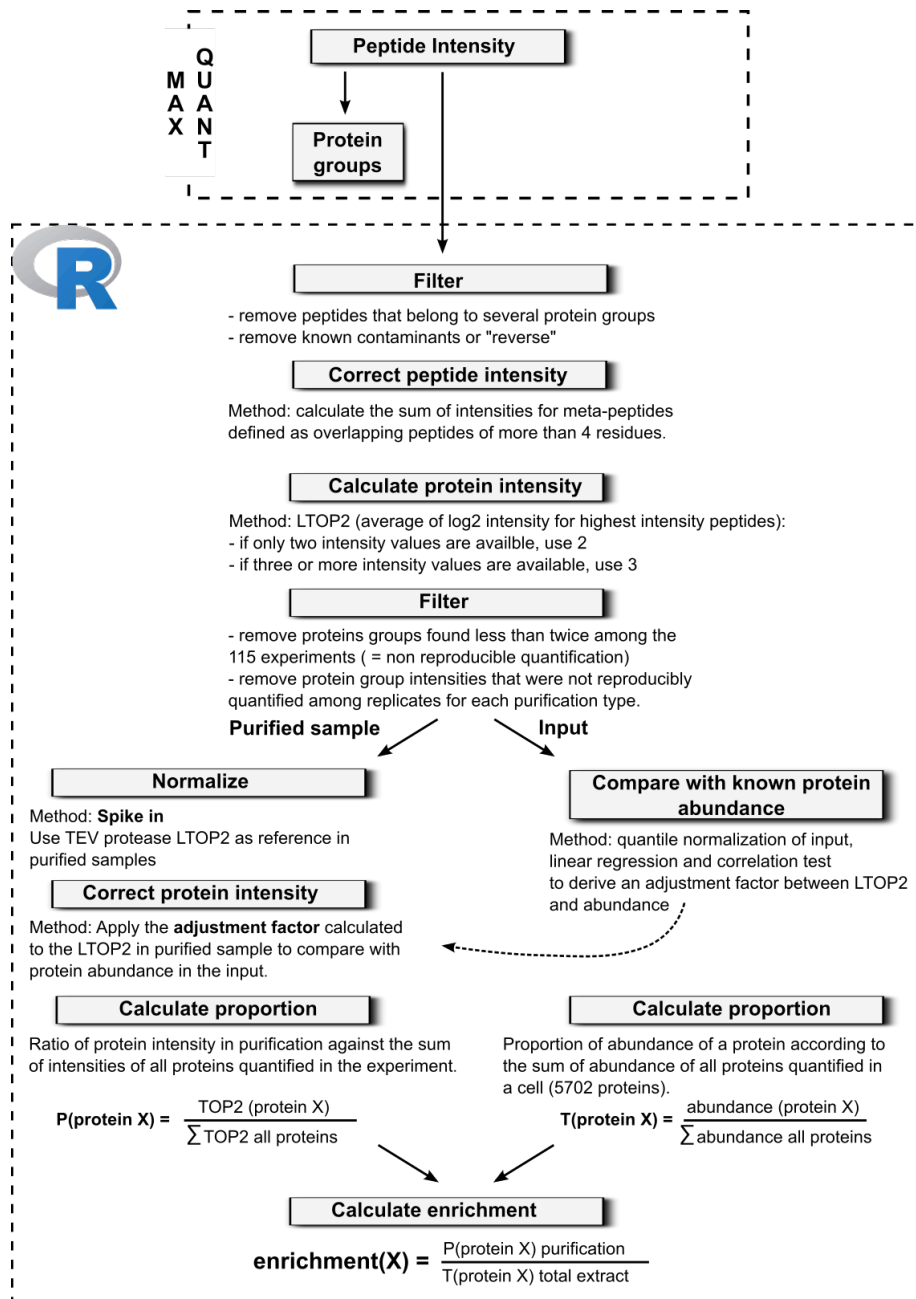 MAX
QUANT
Peptide Intensity
Protein
groups
R
Filter
- remove peptides that belong to several protein groups
- remove known contaminants or "reverse"
Correct peptide intensity
Method: calculate the sum of intensities for meta-peptides
defined as overlapping peptides of more than 4 residues.
Calculate protein intensity
Method: LTOP2 (average of log2 intensity for highest intensity peptides):
- if only two intensity values are availble, use 2
- if three or more intensity values are available, use 3
Filter
- remove proteins groups found less than twice among the
115 experiments ( = non reproducible quantification)
- remove protein group intensities that were not reproducibly
quantified among replicates for each purification type.
Purified sample
Input
Normalize
Method: Spike in
Use TEV protease LTOP2 as reference in
purified samples
Correct protein intensity
Method: Apply the adjustment factor calculated
to the LTOP2 in purified sample to compare with
protein abundance in the input.
Compare with known protein
abundance
Method: quantile normalization of input,
linear regression and correlation test
to derive an adjustment factor between LTOP2
and abundance
Calculate proportion
Ratio of protein intensity in purification against the sum
of intensities of all proteins quantified in the experiment.
P(protein X) = TOP2 (protein X)
∑ TOP2 all proteins
Calculate proportion
Proportion of abundance of a protein according to
the sum of abundance of all proteins quantified in
a cell (5702 proteins).
T(protein X) = abundance (protein X)
∑ abundance all proteins
Calculate enrichment
enrichment(X) = P(protein X) purification
T(protein X) total extract